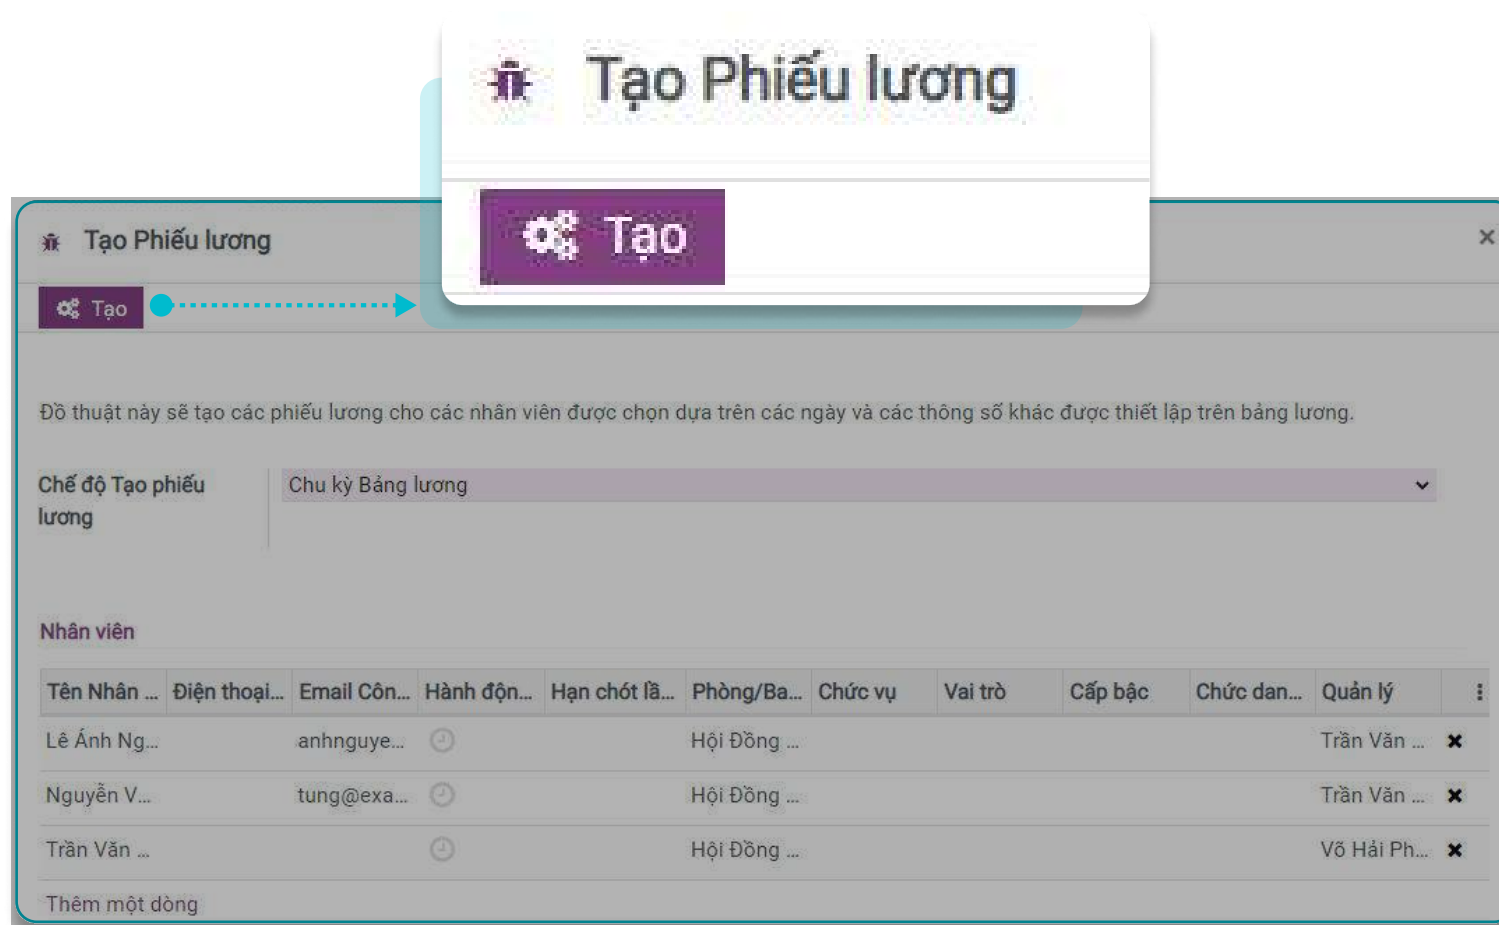 Tạo Phiếu lương
Tạo
Tạo Phiếu lương
Tạo
Đồ thuật này sẽ tạo các phiếu lương cho các nhân viên được chọn dựa trên các ngày và các thông số khác được thiết lập trên bảng lương.
Chế độ Tạo phiếu lương
Chu kỳ Bảng lương
Nhân viên
Tên Nhân ... Điện thoại... Email Côn... Hành độn... Hạn chót lầ... Phòng/Ba... Chức vụ Vai trò Cấp bậc Chức dan... Quản lý
Lê Ánh Ng... anhnguye... Hội Đồng ... Trần Văn ...
Nguyễn V... tung@exa... Hội Đồng ... Trần Văn ...
Trần Văn ... Hội Đồng ... Võ Hải Ph...
Thêm một dòng